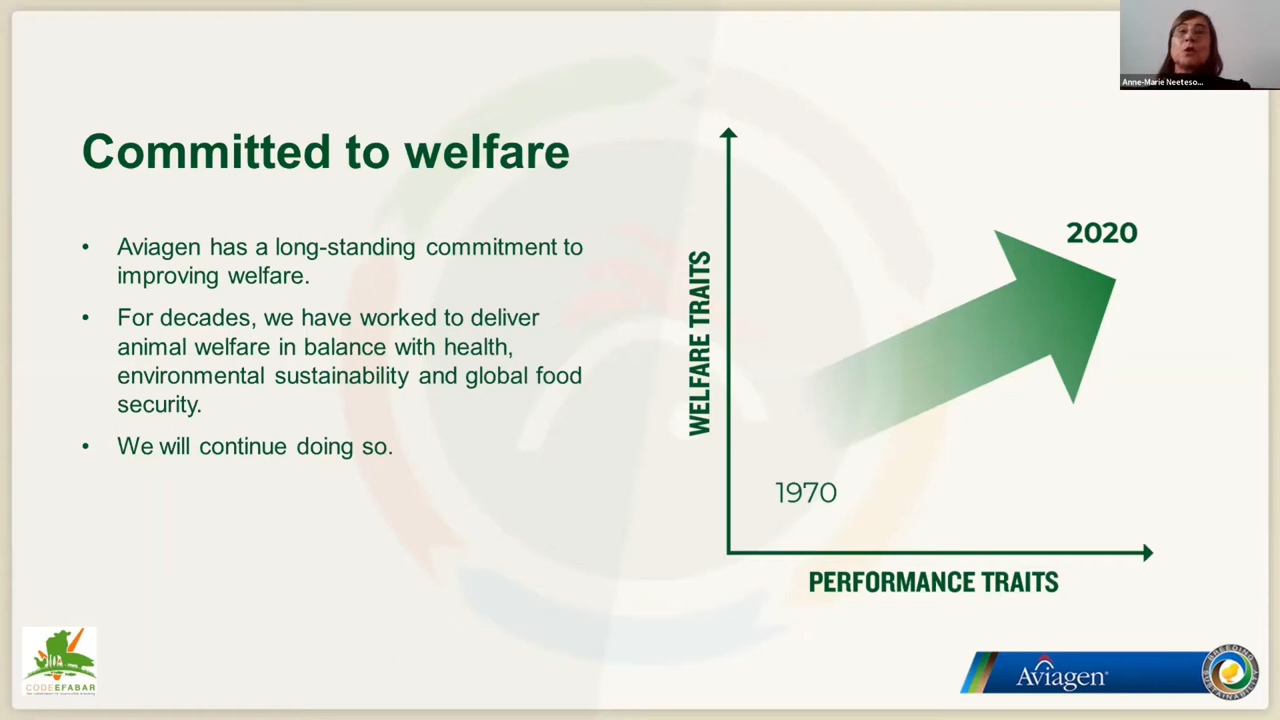 Anne-Marie Neeteso...
Committed to welfare
• Aviagen has a long-standing commitment to
improving welfare.
• For decades, we have worked to deliver
animal welfare in balance with health,
environmental sustainability and global food
security.
• We will continue doing so.
WELFARE TRAITS
2020
1970
PERFORMANCE TRAITS
CODEEFABAR
Aviagen®
BREEDING
SUSTAINABILITY